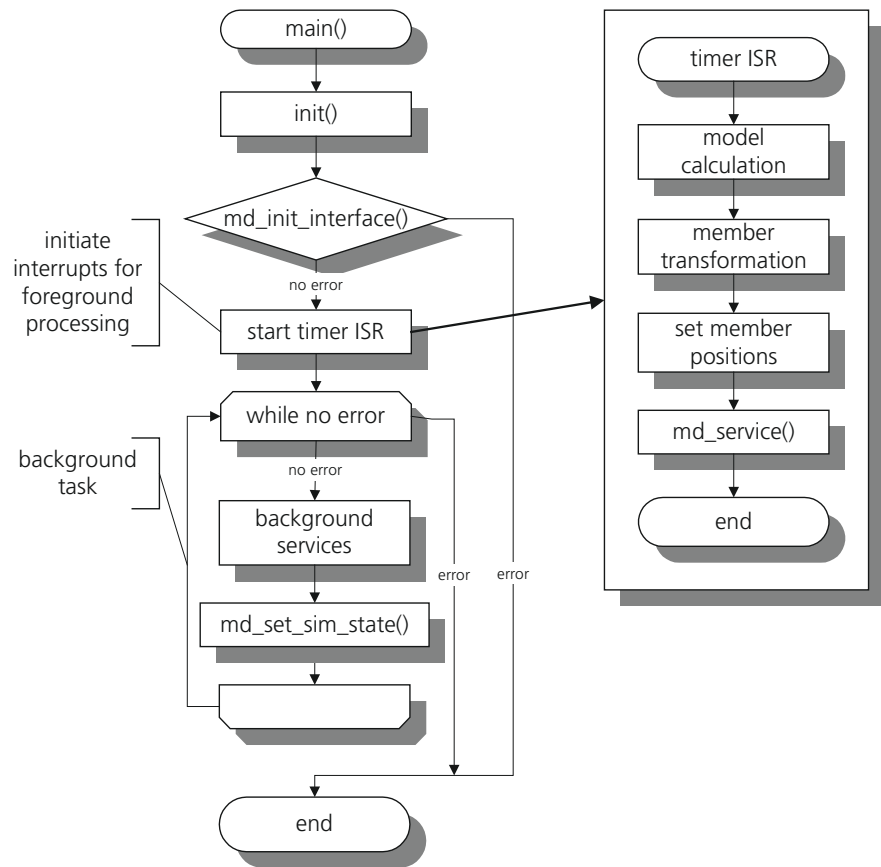 main()
init()
md_init_interface()
no error
initiate
interrupts for
foreground
processing
start timer ISR
while no error
no error
background
task
background
services
error
error
md_set_sim_state()
end
timer ISR
model
calculation
member
transformation
set member
positions
md_service()
end